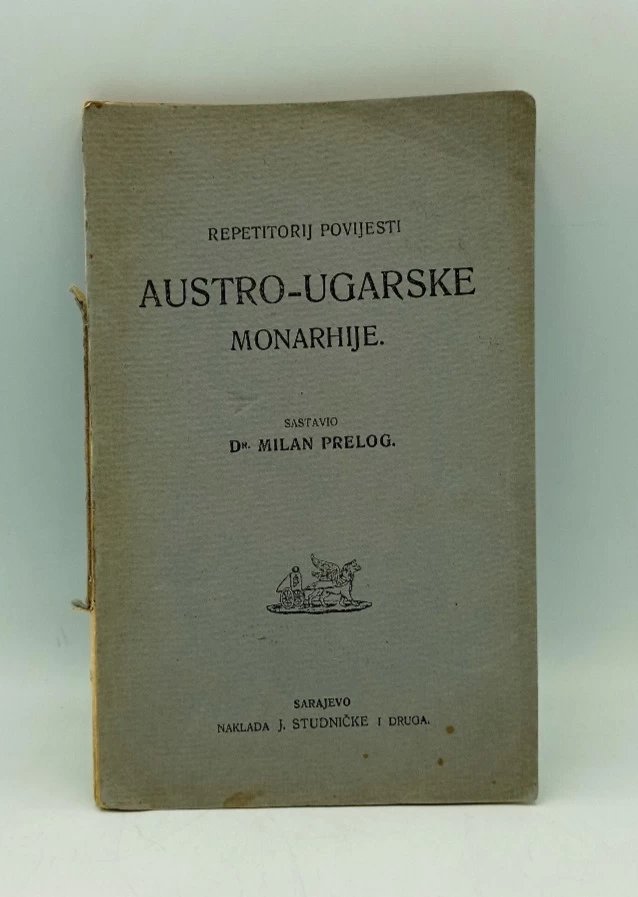 REPETITORIJ POVIJESTI
AUSTRO-UGARSKE
MONARHIJE.
SASTAVIO
DR. MILAN PRELOG.
SARAJEVO
NAKLADA J. STUDNIČKE I DRUGA.